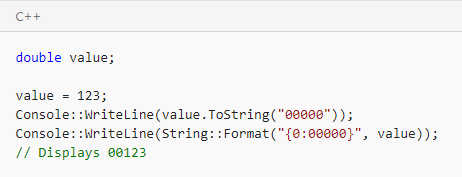 C++
double value;
value = 123;
Console::WriteLine(value.ToString("00000"));
Console::WriteLine(String::Format("{0:00000}", value));
// Displays 00123